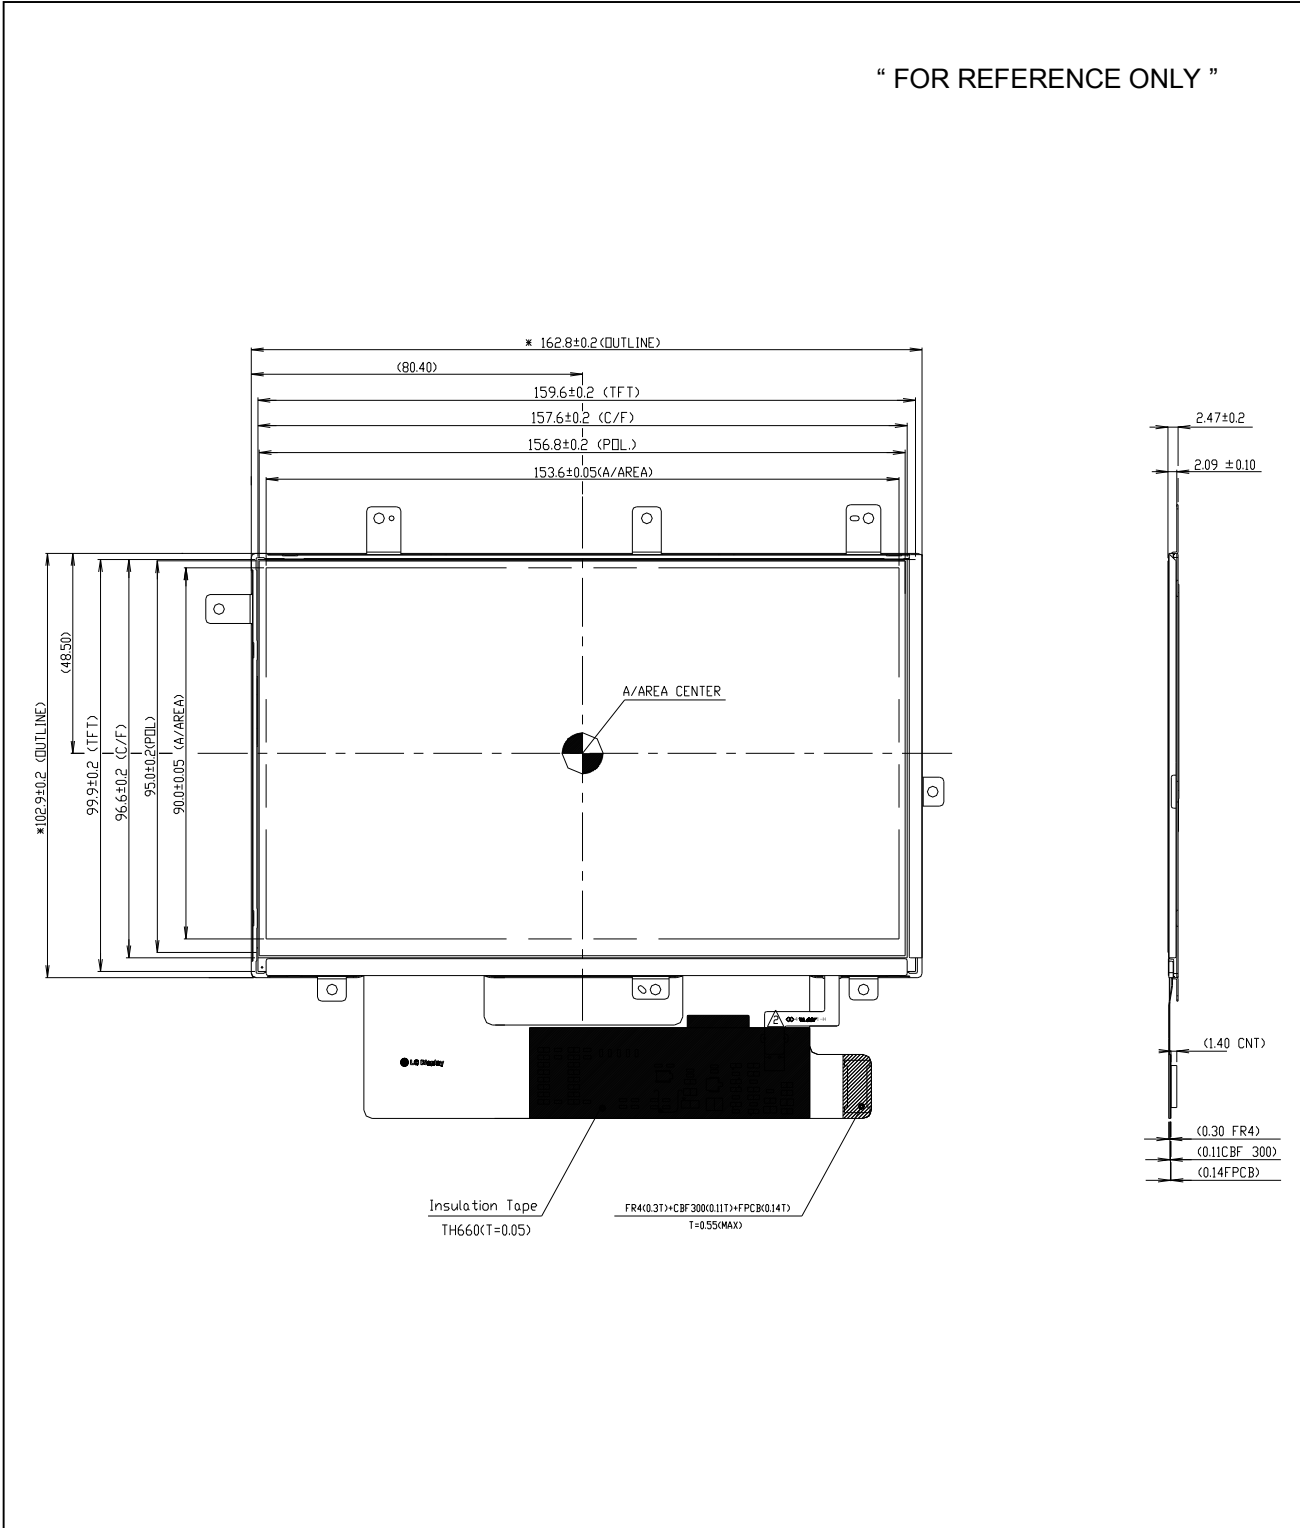 “ FOR REFERENCE ONLY ”
* 162.8±0.2(OUTLINE)
(80.40)
159.6±0.2 (TFT)
157.6±0.2 (C/F)
156.8±0.2 (POL.)
153.6±0.05(A/AREA)
2.47±0.2
2.09 ±0.10
*102.9±0.2 (OUTLINE)
(48.50)
99.9±0.2 (TFT)
96.6±0.2 (C/F)
95.0±0.2(POL)
90.0±0.05 (A/AREA)
A/AREA CENTER
2
LG Display
(1.40 CNT)
(0.30 FR4)
(0.11CBF 300)
(0.14FPCB)
Insulation Tape
TH660(T=0.05)
FR4(0.3T)+CBF300(0.11T)+FPCB(0.14T)
T=0.55(MAX)